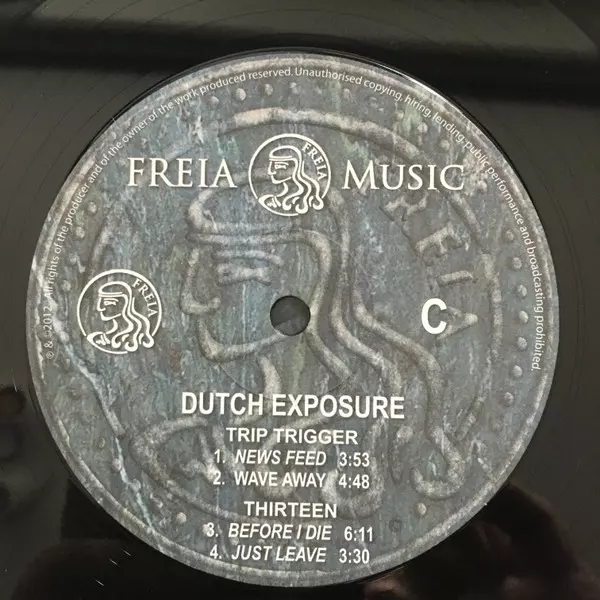 ℗ & ©2012. All rights of the producer and of the owner of the work produced reserved. Unauthorised copying, hiring, lending, public performance and broadcasting prohibited.
FREIA FREIA MUSIC
FREIA
FREIA
C
DUTCH EXPOSURE
TRIP TRIGGER
1. NEWS FEED 3:53
2. WAVE AWAY 4:48
THIRTEEN
3. BEFORE I DIE 6:11
4. JUST LEAVE 3:30